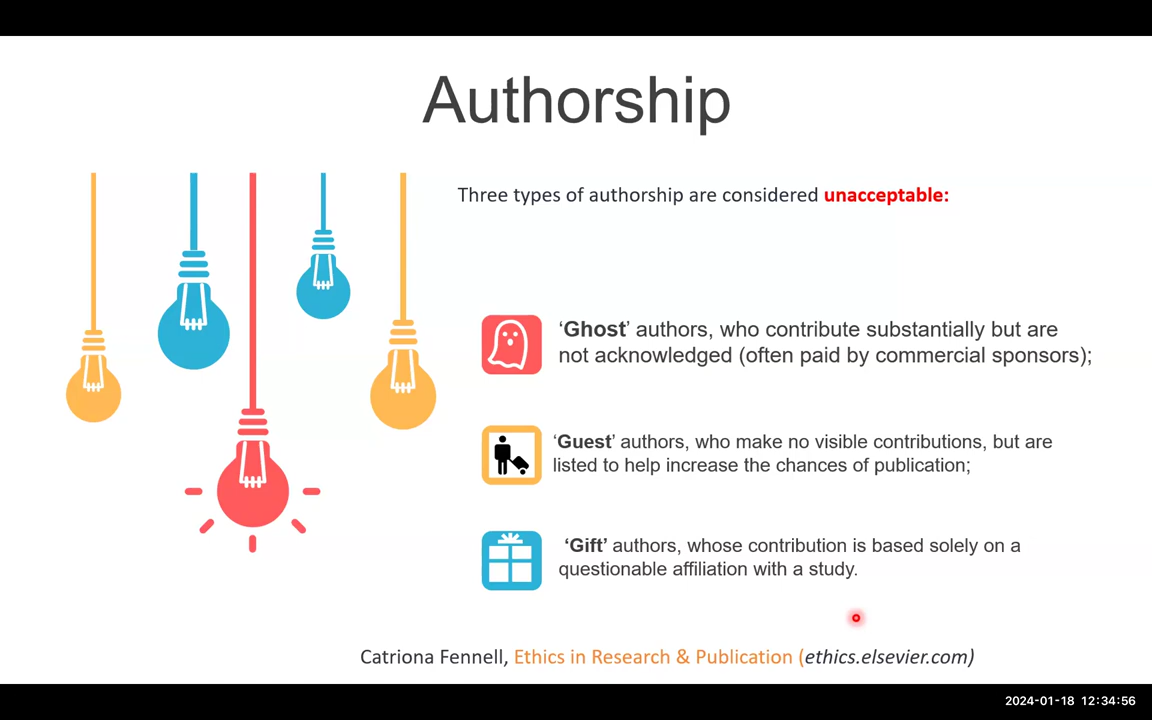 Authorship
Three types of authorship are considered unacceptable:
‘Ghost’ authors, who contribute substantially but are
not acknowledged (often paid by commercial sponsors);
‘Guest’ authors, who make no visible contributions, but are
listed to help increase the chances of publication;
‘Gift’ authors, whose contribution is based solely on a
questionable affiliation with a study.
Catriona Fennell, Ethics in Research & Publication (ethics.elsevier.com)
2024-01-18 12:34:56